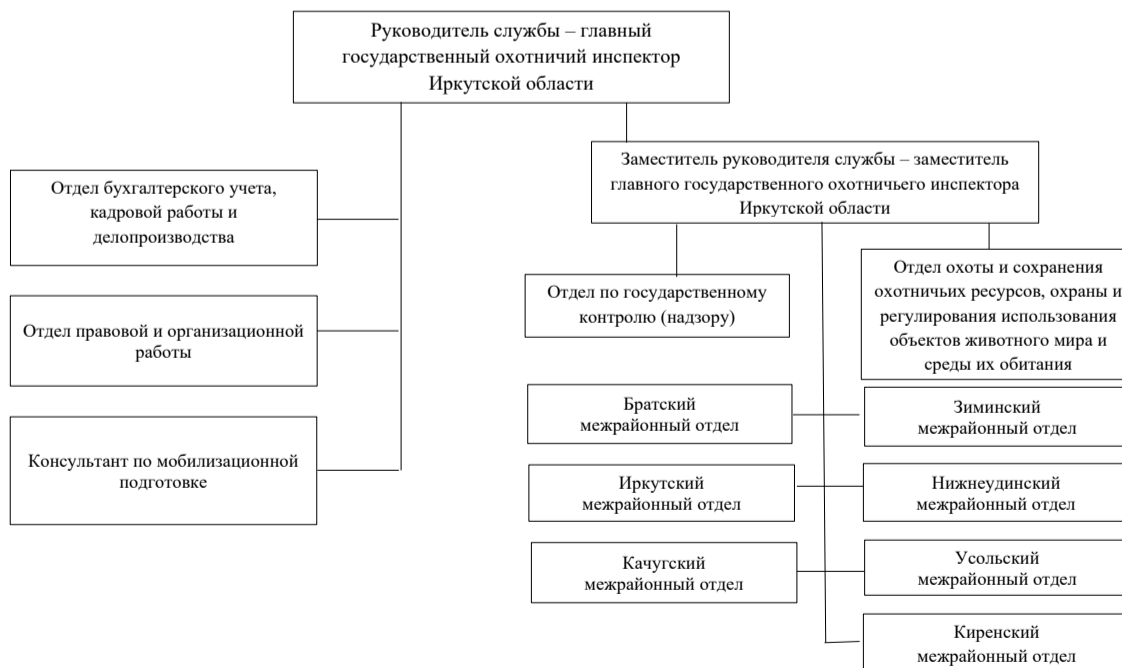 Руководитель службы – главный
государственный охотничий инспектор
Иркутской области
Заместитель руководителя службы – заместитель
главного государственного охотничьего инспектора
Иркутской области
Отдел бухгалтерского учета,
кадровой работы и
делопроизводства
Отдел правовой и организационной
работы
Консультант по мобилизационной
подготовке
Отдел по государственному
контролю (надзору)
Отдел охоты и сохранения
охотничьих ресурсов, охраны и
регулирования использования
объектов животного мира и
среды их обитания
Братский
межрайонный отдел
Зиминский
межрайонный отдел
Иркутский
межрайонный отдел
Нижнеудинский
межрайонный отдел
Качугский
межрайонный отдел
Усольский
межрайонный отдел
Киренский
межрайонный отдел